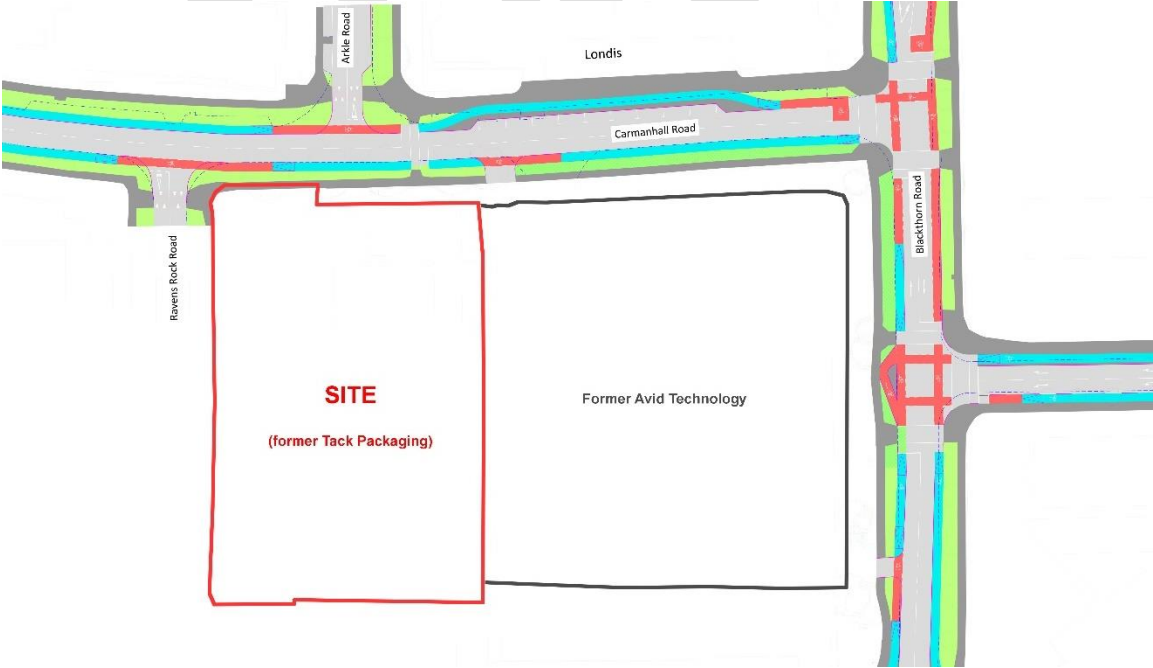 Arkle Road
Londis
Carmanhall Road
Blackthorn Road
Ravens Rock Road
SITE
(former Tack Packaging)
Former Avid Technology